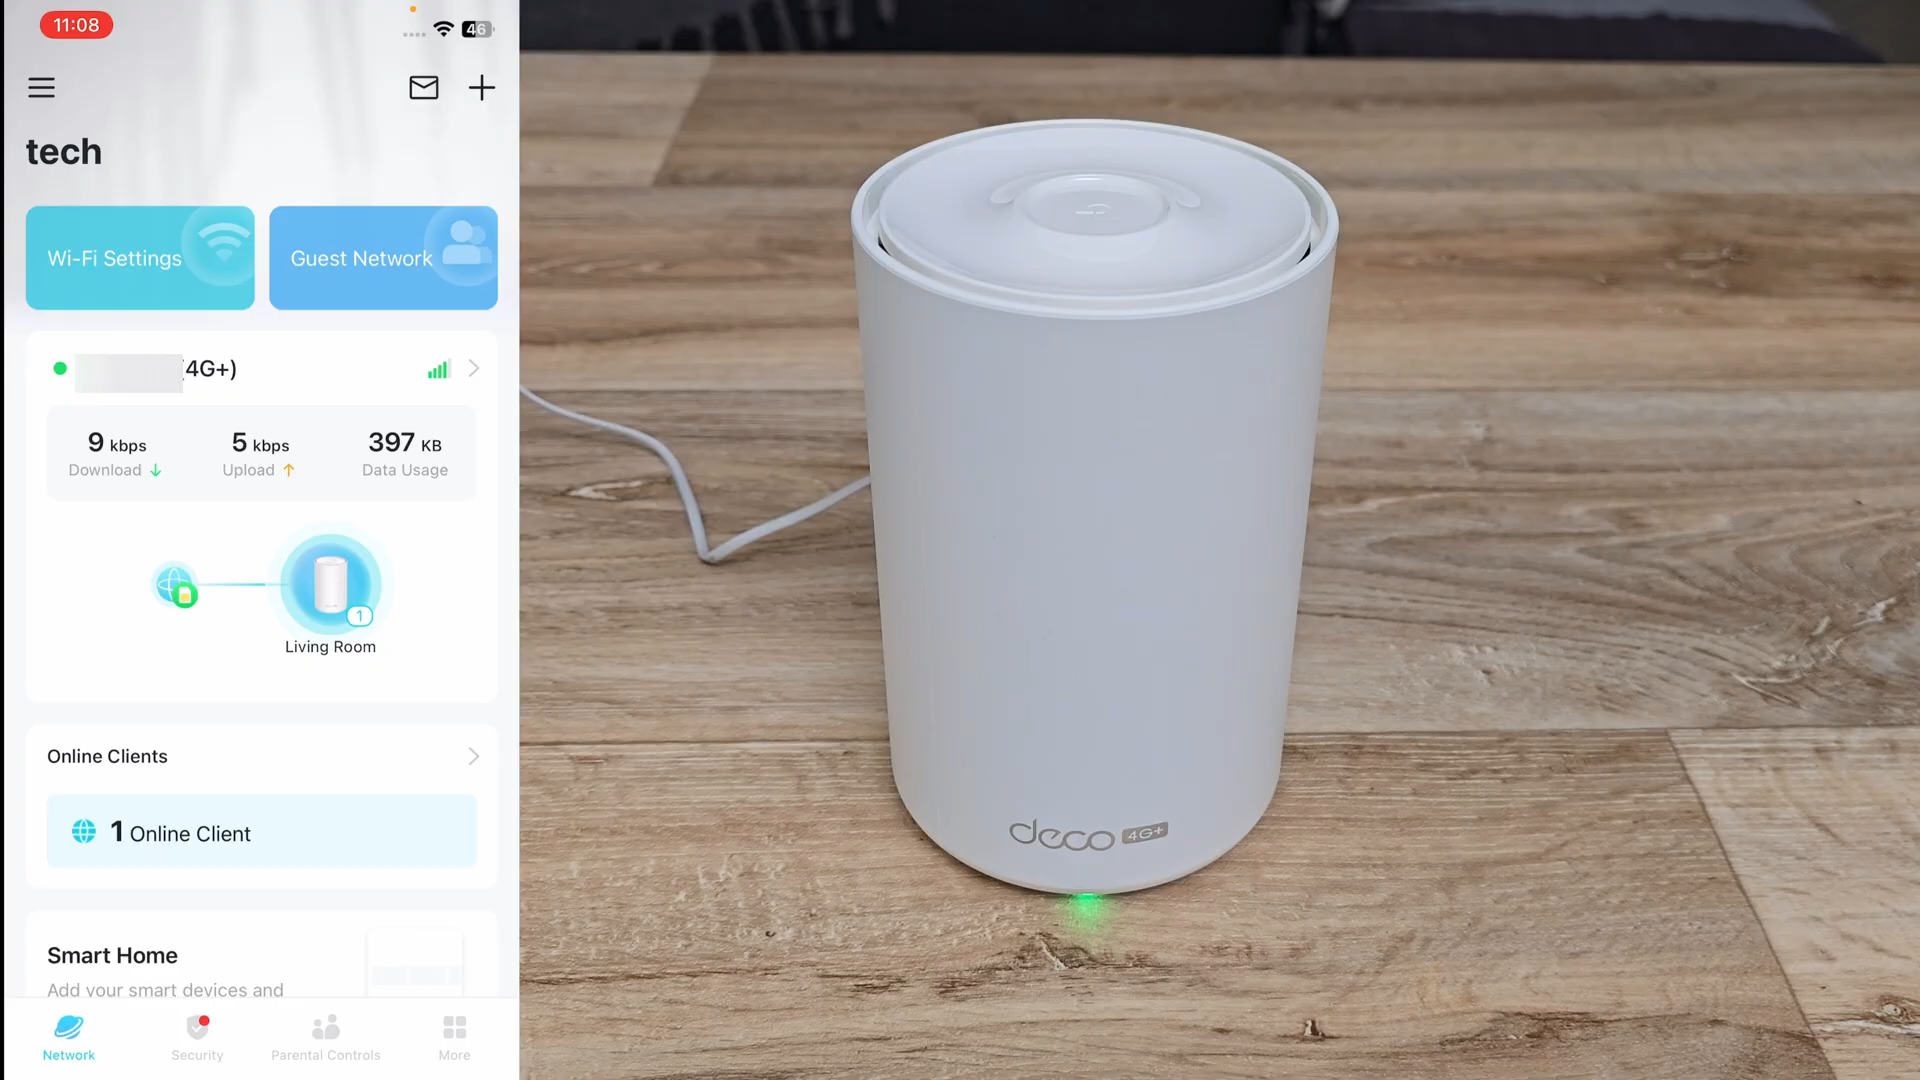 11:08
46
tech
Wi-Fi Settings
Guest Network
(4G+)
9 kbps
5 kbps
397 KB
Download
Upload
Data Usage
1
Living Room
Online Clients
1 Online Client
Smart Home
Add your smart devices and
Network
Security
Parental Controls
More
deco 4G+